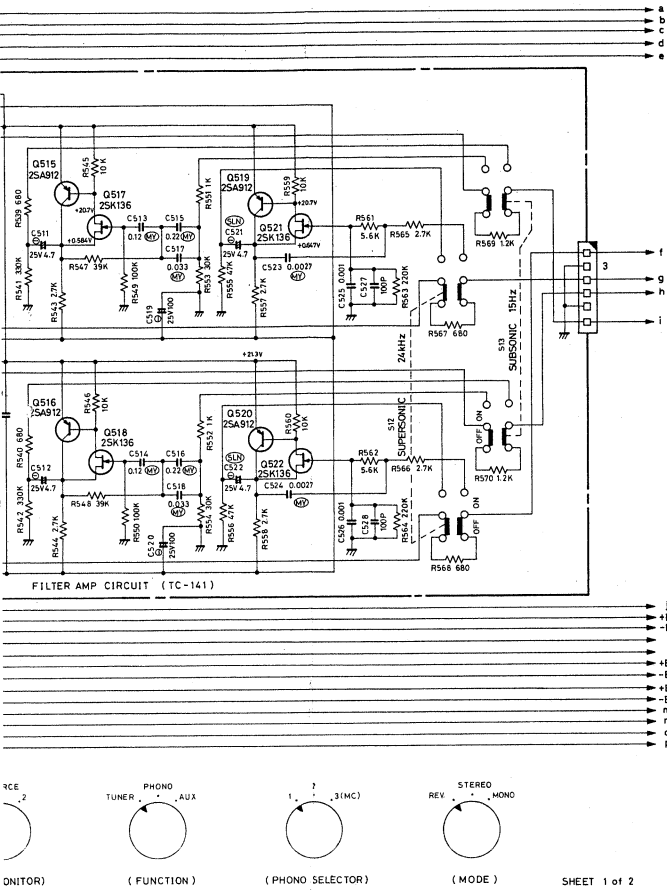 a
b
c
d
e
Q515
2SA912
R545
10K
Q517
2SK136
+20.7V
R539 680
C511
25V 4.7
+0.584V
R547 39K
R541 330K
R543 2.7K
C513
0.12 MY
C515
0.22 MY
C517
0.033
MY
R549 100K
C519
25V100
R551 1K
R553 30K
Q519
2SA912
R559
10K
+20.7V
SLN
C521
25V 4.7
Q521
2SK136
+0.647V
R555 47K
R557 2.7K
C523 0.0027
MY
R561
5.6K
R565 2.7K
C525 0.001
C527
100P
R563 220K
R567 680
R569 1.2K
24kHz
SUPERSONIC
S12
15Hz
SUBSONIC
S13
3
f
g
h
i
+21.3V
Q516
2SA912
R546
10K
Q518
2SK136
R540 680
C512
25V4.7
R548 39K
R542 330K
R544 2.7K
C514
0.12 MY
C516
0.22 MY
C518
0.033
MY
R550 100K
C520
25V100
R552 1K
R554 30K
Q520
2SA912
R560
10K
SLN
C522
25V 4.7
Q522
2SK136
R556 47K
R558 2.7K
C524 0.0027
MY
R562
5.6K
R566 2.7K
C526 0.001
C528
100P
R564 220K
OFF ON
R570 1.2K
OFF ON
R568 680
FILTER AMP CIRCUIT (TC-141)
RCE
.2
ONITOR)
PHONO
TUNER . . AUX
(FUNCTION)
1 . . 3(MC)
(PHONO SELECTOR)
STEREO
REV. . . MONO
(MODE)
SHEET 1 of 2